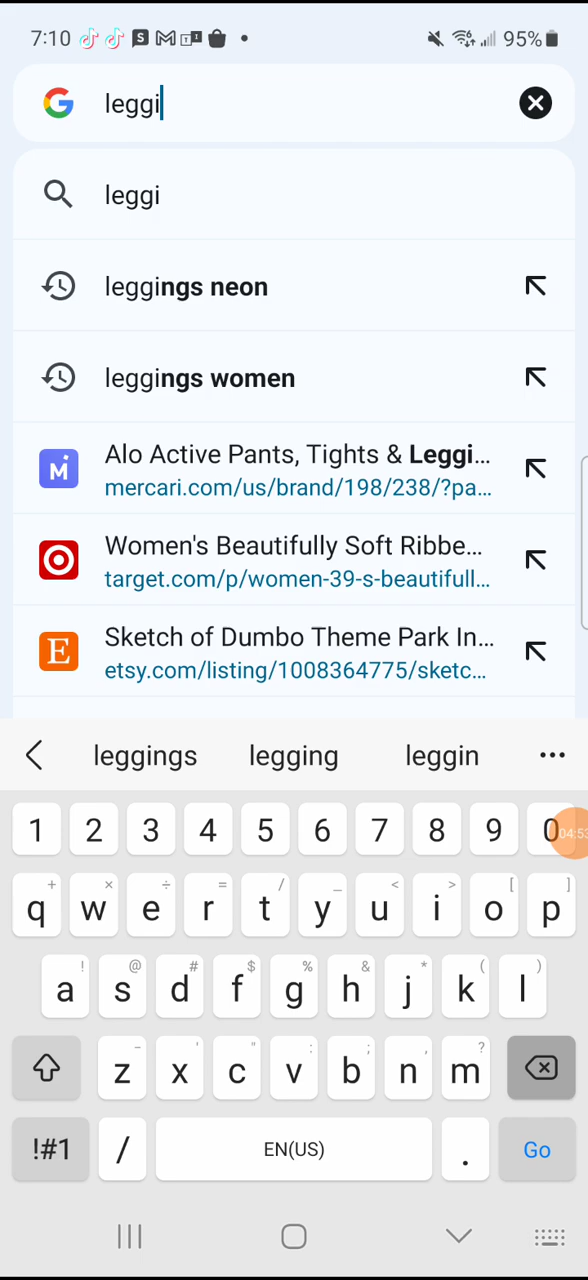 7:10 95%
leggi
leggi
leggings neon
leggings women
Alo Active Pants, Tights & Leggi...
mercari.com/us/brand/198/238/?pa...
Women's Beautifully Soft Ribbe...
target.com/p/women-39-s-beautifull...
Sketch of Dumbo Theme Park In...
etsy.com/listing/1008364775/sketc...
leggings legging leggin ...
1 2 3 4 5 6 7 8 9 0 04:53
+ × ÷ = / _ < > [ ]
q w e r t y u i o p
! @ # $ % & * ( )
a s d f g h j k l
- ' " : ; , ?
z x c v b n m
!#1 / EN(US) . Go